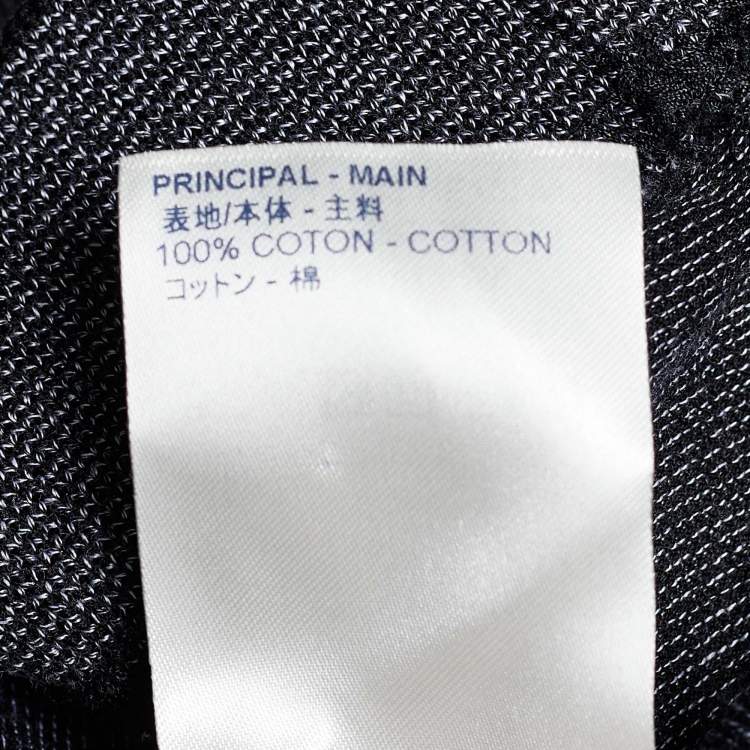 PRINCIPAL - MAIN
表地/本体 - 主料
100% COTON - COTTON
コットン - 棉